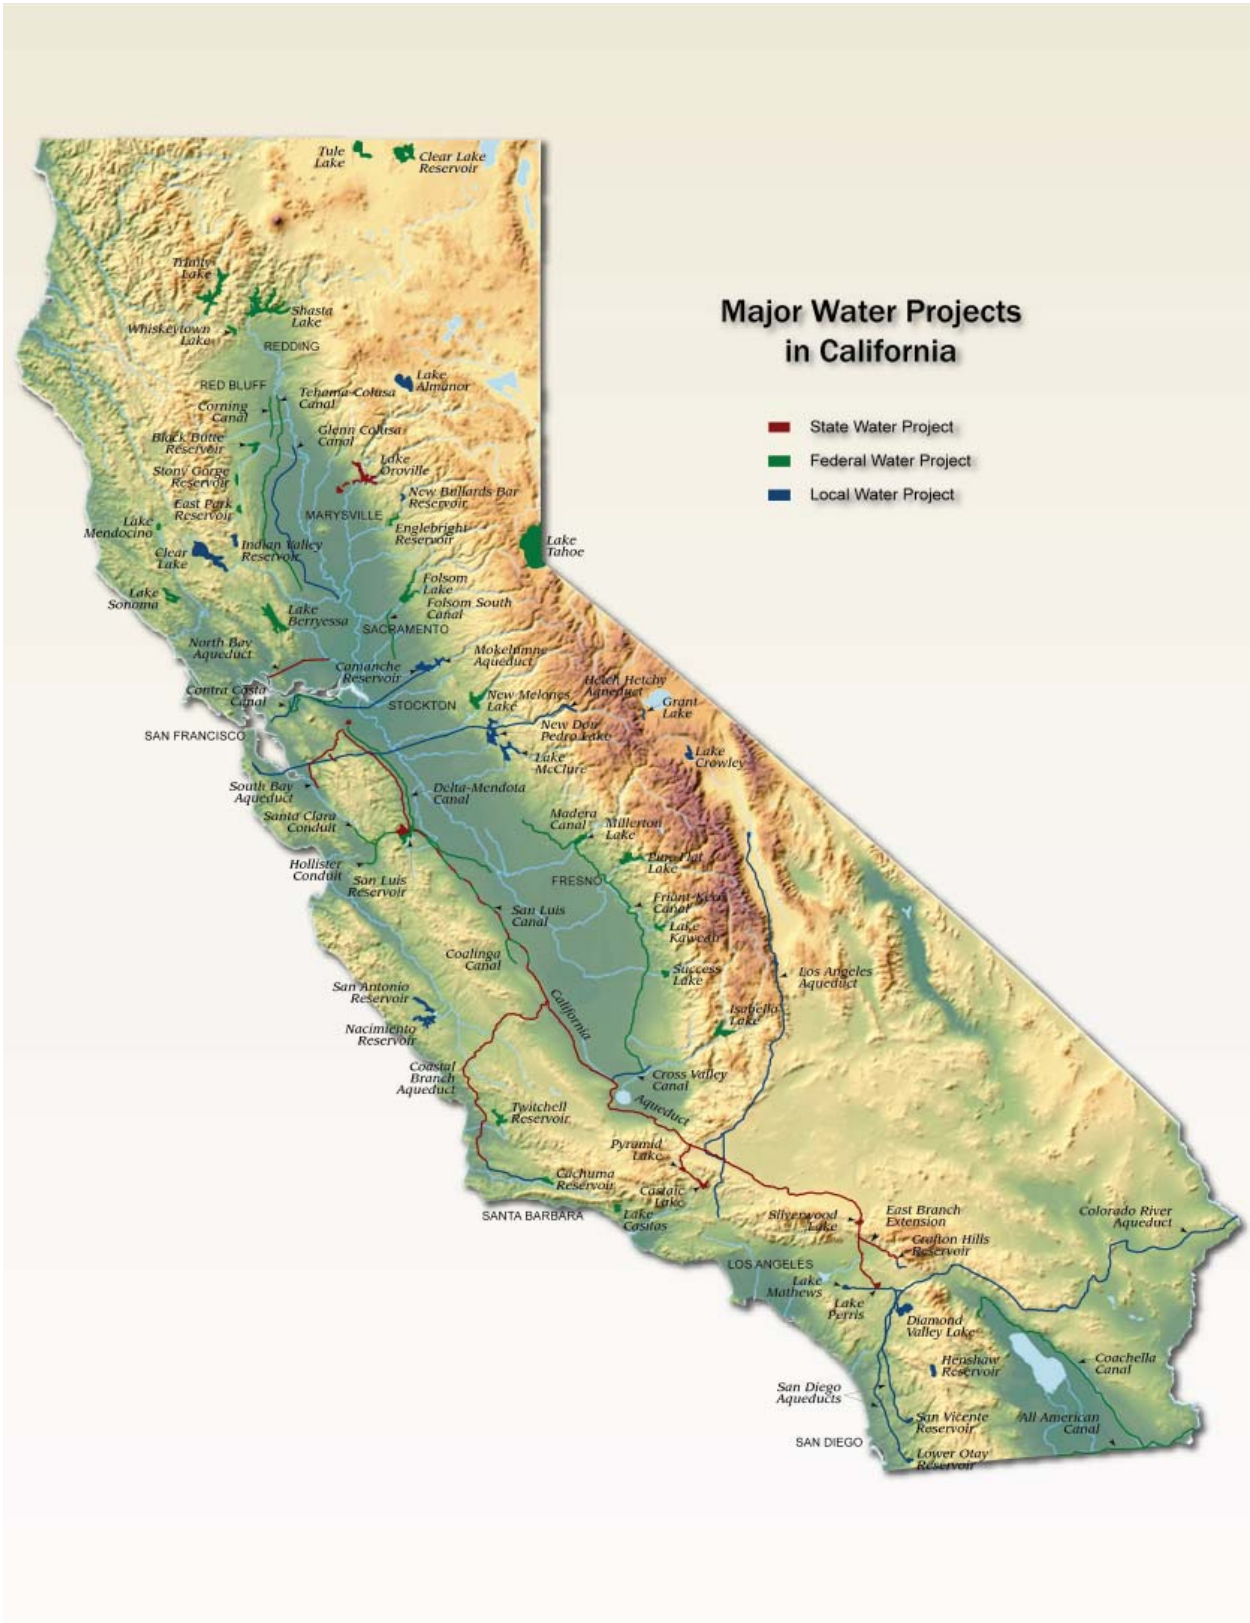 Tule
Lake
Clear Lake
Reservoir
Trinity
Lake
Shasta
Lake
Whiskeytown
Lake
REDDING
Major Water Projects
in California
State Water Project
Federal Water Project
Local Water Project
RED BLUFF
Lake
Almanor
Tehama-Colusa
Canal
Corning
Canal
Glenn Colusa
Canal
Black Butte
Reservoir
Lake
Oroville
Stony Gorge
Reservoir
New Bullards Bar
Reservoir
East Park
Reservoir
MARYSVILLE
Lake
Mendocino
Englebright
Reservoir
Clear
Lake
Indian Valley
Reservoir
Lake
Tahoe
Lake
Sonoma
Folsom
Lake
Folsom South
Canal
Lake
Berryessa
SACRAMENTO
North Bay
Aqueduct
Mokelumne
Aqueduct
Camanche
Reservoir
Hetch Hetchy
Aqueduct
Contra Costa
Canal
STOCKTON
New Melones
Lake
Grant
Lake
SAN FRANCISCO
New Don
Pedro Lake
Lake
McClure
Lake
Crowley
South Bay
Aqueduct
Delta-Mendota
Canal
Santa Clara
Conduit
Madera
Canal
Millerton
Lake
Hollister
Conduit
San Luis
Reservoir
Pine Flat
Lake
FRESNO
Friant-Kern
Canal
San Luis
Canal
Lake
Kaweah
Coalinga
Canal
Success
Lake
Los Angeles
Aqueduct
San Antonio
Reservoir
California
Isabella
Lake
Nacimiento
Reservoir
Coastal
Branch
Aqueduct
Cross Valley
Canal
Aqueduct
Twitchell
Reservoir
Pyramid
Lake
Cachuma
Reservoir
Castaic
Lake
SANTA BARBARA
Lake
Casitas
Silverwood
Lake
East Branch
Extension
Colorado River
Aqueduct
Crafton Hills
Reservoir
LOS ANGELES
Lake
Mathews
Lake
Perris
Diamond
Valley Lake
Henshaw
Reservoir
Coachella
Canal
San Diego
Aqueducts
San Vicente
Reservoir
All American
Canal
SAN DIEGO
Lower Otay
Reservoir